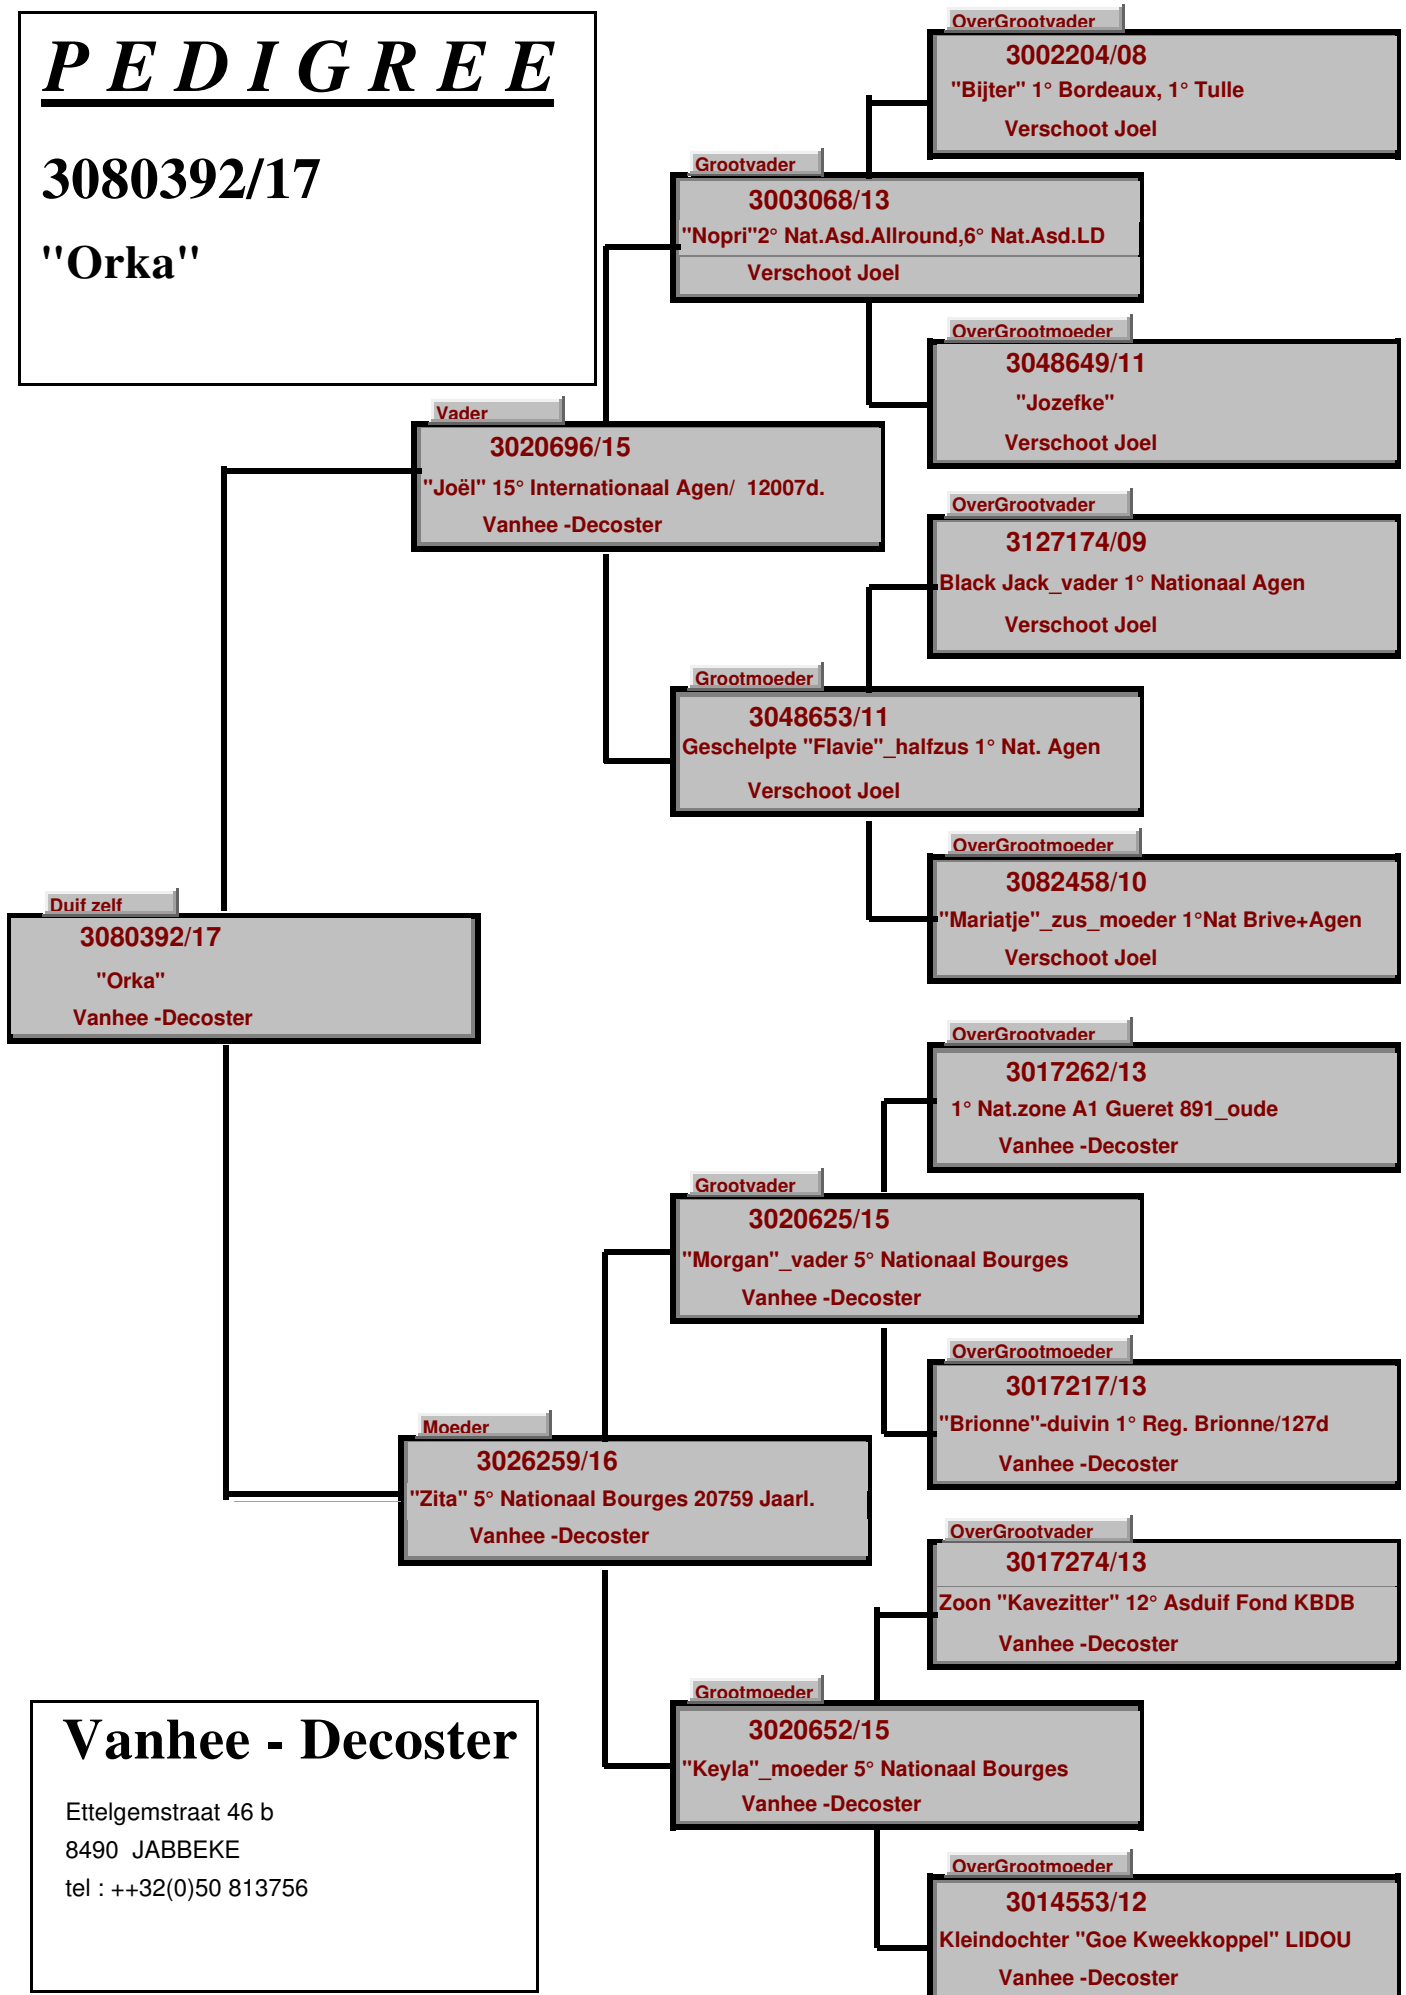 P E D I G R E E
3080392/17
"Orka"
OverGrootvader
3002204/08
"Bijter" 1° Bordeaux, 1° Tulle
Verschoot Joel
Grootvader
3003068/13
"Nopri"2° Nat.Asd.Allround,6° Nat.Asd.LD
Verschoot Joel
OverGrootmoeder
3048649/11
"Jozefke"
Verschoot Joel
Vader
3020696/15
"Joël" 15° Internationaal Agen/ 12007d.
Vanhee -Decoster
OverGrootvader
3127174/09
Black Jack_vader 1° Nationaal Agen
Verschoot Joel
Grootmoeder
3048653/11
Geschelpte "Flavie"_halfzus 1° Nat. Agen
Verschoot Joel
OverGrootmoeder
3082458/10
"Mariatje"_zus_moeder 1°Nat Brive+Agen
Verschoot Joel
Duif zelf
3080392/17
"Orka"
Vanhee -Decoster
OverGrootvader
3017262/13
1° Nat.zone A1 Gueret 891_oude
Vanhee -Decoster
Grootvader
3020625/15
"Morgan"_vader 5° Nationaal Bourges
Vanhee -Decoster
OverGrootmoeder
3017217/13
"Brionne"-duivin 1° Reg. Brionne/127d
Vanhee -Decoster
Moeder
3026259/16
"Zita" 5° Nationaal Bourges 20759 Jaarl.
Vanhee -Decoster
OverGrootvader
3017274/13
Zoon "Kavezitter" 12° Asduif Fond KBDB
Vanhee -Decoster
Grootmoeder
3020652/15
"Keyla"_moeder 5° Nationaal Bourges
Vanhee -Decoster
OverGrootmoeder
3014553/12
Kleindochter "Goe Kweekkoppel" LIDOU
Vanhee -Decoster
Vanhee - Decoster
Ettelgemstraat 46 b
8490 JABBEKE
tel : ++32(0)50 813756